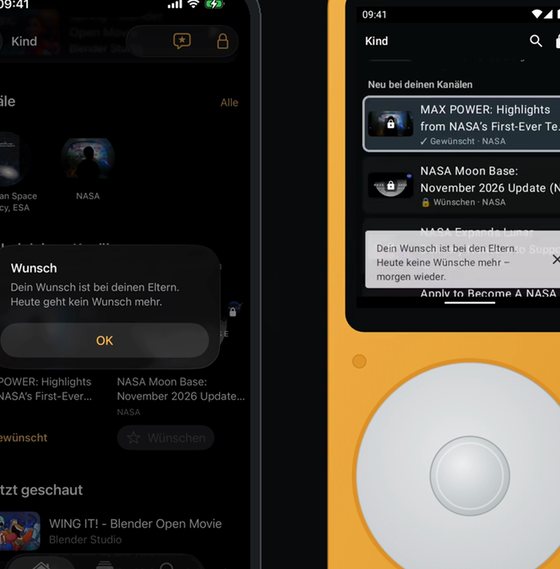 09:41
Kind
äle
Alle
an Space
cy, ESA
NASA
Wunsch
Dein Wunsch ist bei deinen Eltern.
Heute geht kein Wunsch mehr.
OK
POWER: Highlights
NASA's First-Ever...
NASA Moon Base:
November 2026 Update...
NASA
ewünscht
Wünschen
tzt geschaut
WING IT! - Blender Open Movie
Blender Studio
09:41
Kind
Neu bei deinen Kanälen
MAX POWER: Highlights
from NASA's First-Ever Te
✓ Gewünscht · NASA
NASA Moon Base:
November 2026 Update (N
Wünschen · NASA
NASA Expands Lunar
Dein Wunsch ist bei den Eltern.
Heute keine Wünsche mehr –
morgen wieder.
Apply to Become A NASA